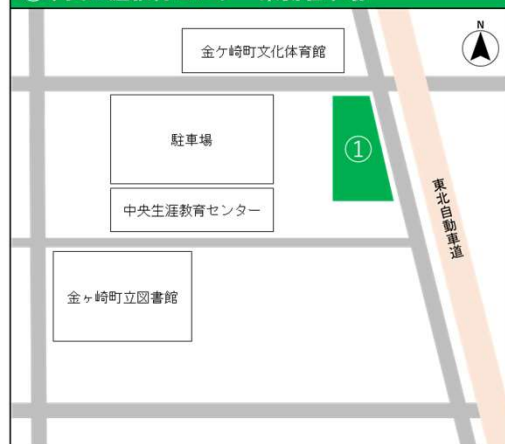 N
金ケ崎町文化体育館
駐車場
①
中央生涯教育センター
東北自動車道
金ヶ崎町立図書館